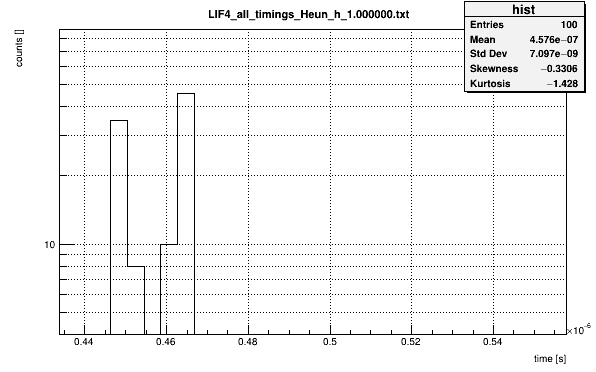 LIF4_all_timings_Heun_h_1.000000.txt
hist
Entries 100
Mean 4.576e−07
Std Dev 7.097e−09
Skewness −0.3306
Kurtosis −1.428
counts []
10
0.44 0.46 0.48 0.5 0.52 0.54
×10⁻⁶
time [s]